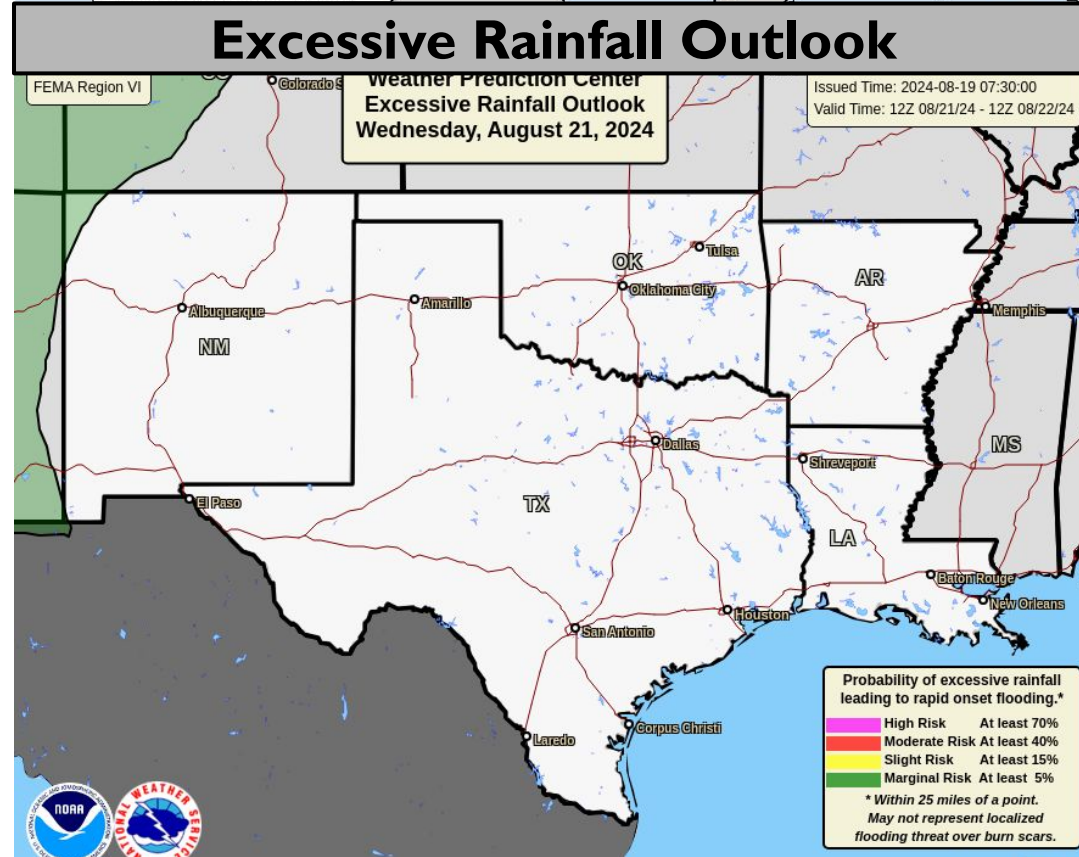 Excessive Rainfall Outlook
FEMA Region VI
Weather Prediction Center
Excessive Rainfall Outlook
Wednesday, August 21, 2024
Issued Time: 2024-08-19 07:30:00
Valid Time: 12Z 08/21/24 - 12Z 08/22/24
Colorado S
Tulsa
OK
Oklahoma City
AR
Albuquerque
Amarillo
Memphis
NM
Dallas
MS
Shreveport
El Paso
TX
LA
Baton Rouge
New Orleans
Houston
San Antonio
Corpus Christi
Laredo
Probability of excessive rainfall
leading to rapid onset flooding.*
High Risk At least 70%
Moderate Risk At least 40%
Slight Risk At least 15%
Marginal Risk At least 5%
* Within 25 miles of a point.
May not represent localized
flooding threat over burn scars.
NOAA
NATIONAL WEATHER SERVICE